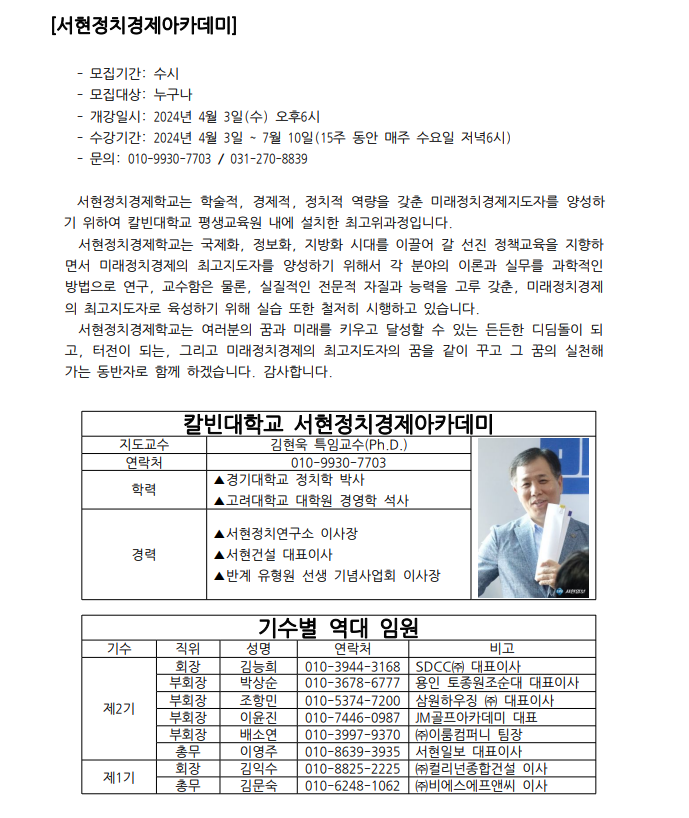 [서현정치경제아카데미]
- 모집기간: 수시
- 모집대상: 누구나
- 개강일시: 2024년 4월 3일(수) 오후6시
- 수강기간: 2024년 4월 3일 ~ 7월 10일(15주 동안 매주 수요일 저녁6시)
- 문의: 010-9930-7703 / 031-270-8839
서현정치경제학교는 학술적, 경제적, 정치적 역량을 갖춘 미래정치경제지도자를 양성하
기 위하여 칼빈대학교 평생교육원 내에 설치한 최고위과정입니다.
서현정치경제학교는 국제화, 정보화, 지방화 시대를 이끌어 갈 선진 정책교육을 지향하
면서 미래정치경제의 최고지도자를 양성하기 위해서 각 분야의 이론과 실무를 과학적인
방법으로 연구, 교수함은 물론, 실질적인 전문적 자질과 능력을 고루 갖춘, 미래정치경제
의 최고지도자로 육성하기 위해 실습 또한 철저히 시행하고 있습니다.
서현정치경제학교는 여러분의 꿈과 미래를 키우고 달성할 수 있는 든든한 디딤돌이 되
고, 터전이 되는, 그리고 미래정치경제의 최고지도자의 꿈을 같이 꾸고 그 꿈의 실천해
가는 동반자로 함께 하겠습니다. 감사합니다.
칼빈대학교 서현정치경제아카데미
지도교수 김현욱 특임교수(Ph.D.)
연락처 010-9930-7703
학력 ▲경기대학교 정치학 박사
▲고려대학교 대학원 경영학 석사
경력 ▲서현정치연구소 이사장
▲서현건설 대표이사
▲반계 유형원 선생 기념사업회 이사장
서현일보
기수별 역대 임원
기수 직위 성명 연락처 비고
제2기 회장 김능희 010-3944-3168 SDCC㈜ 대표이사
부회장 박상순 010-3678-6777 용인 토종원조순대 대표이사
부회장 조항민 010-5374-7200 삼원하우징 ㈜ 대표이사
부회장 이윤진 010-7446-0987 JM골프아카데미 대표
부회장 배소연 010-3997-9370 ㈜이룸컴퍼니 팀장
총무 이영주 010-8639-3935 서현일보 대표이사
제1기 회장 김익수 010-8825-2225 ㈜컬리넌종합건설 이사
총무 김문숙 010-6248-1062 ㈜비에스에프앤씨 이사